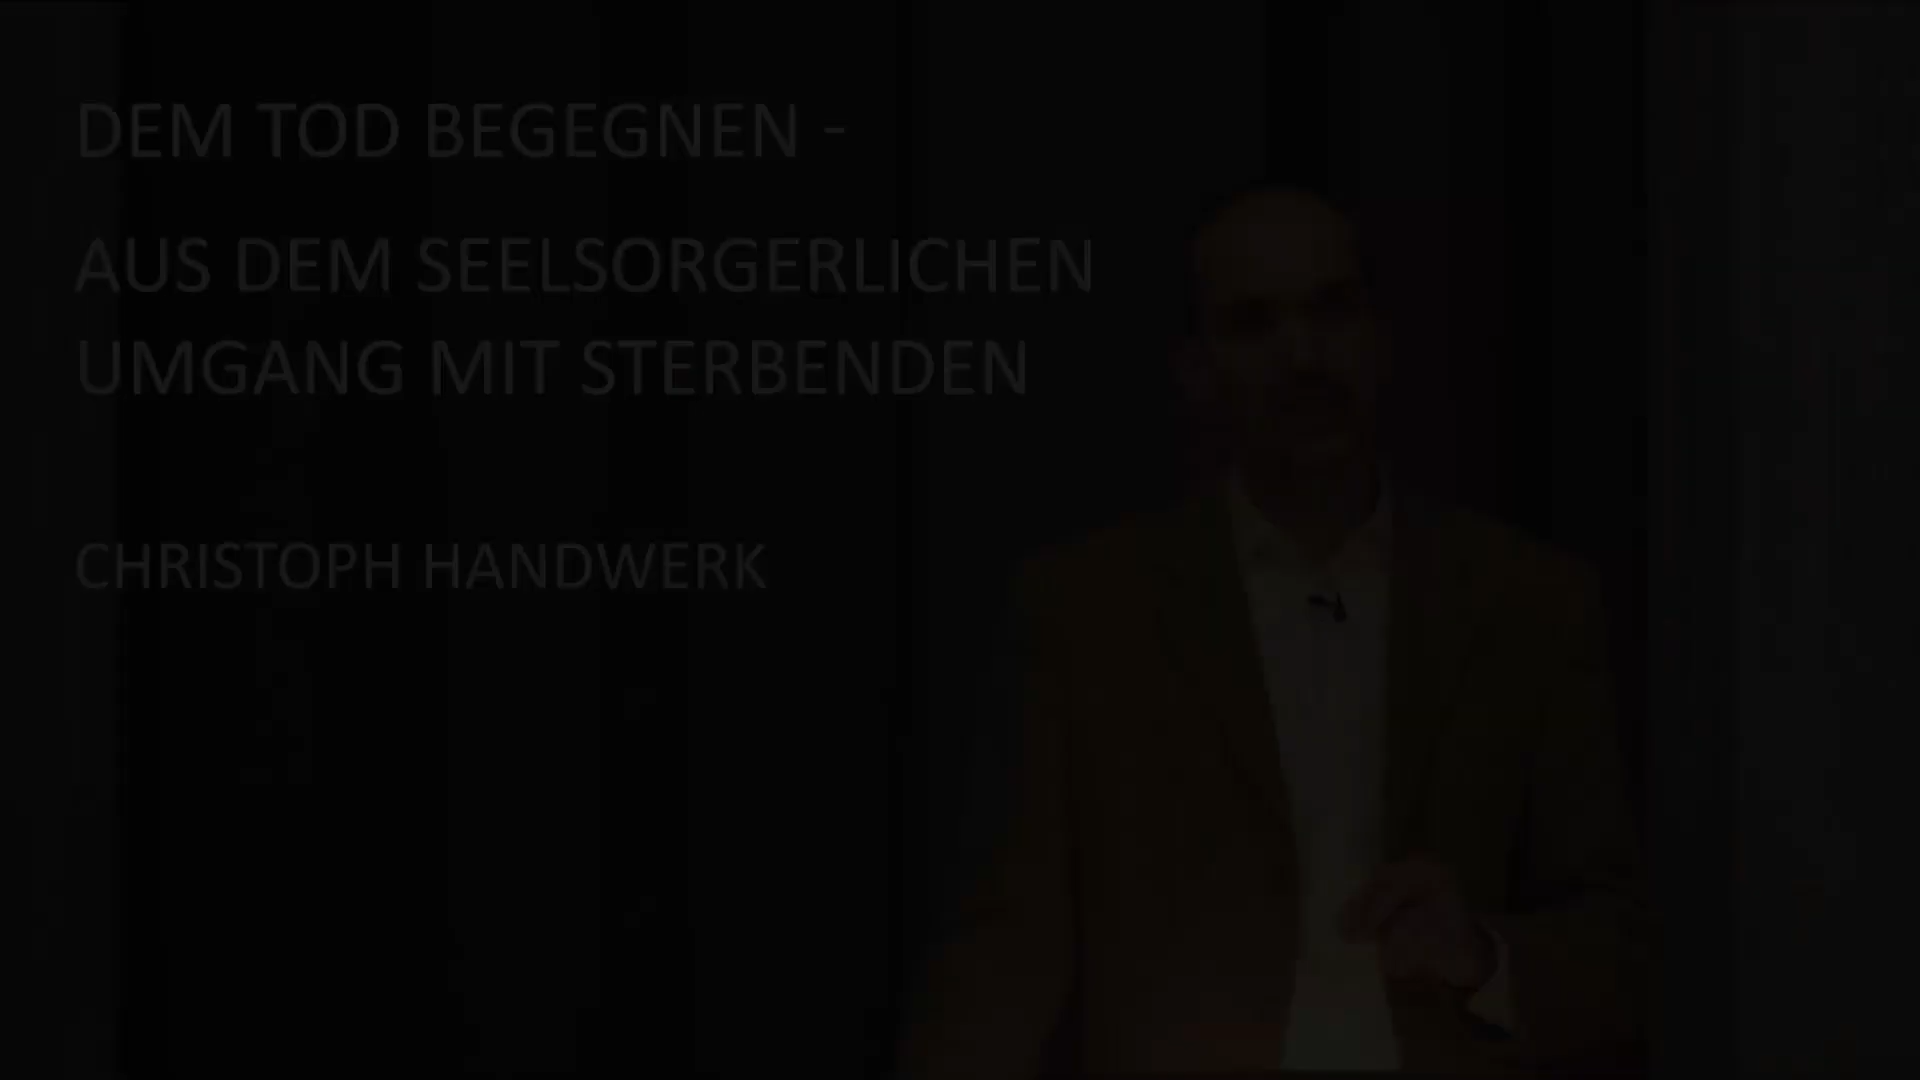 DEM TOD BEGEGNEN -
AUS DEM SEELSORGERLICHEN
UMGANG MIT STERBENDEN
CHRISTOPH HANDWERK